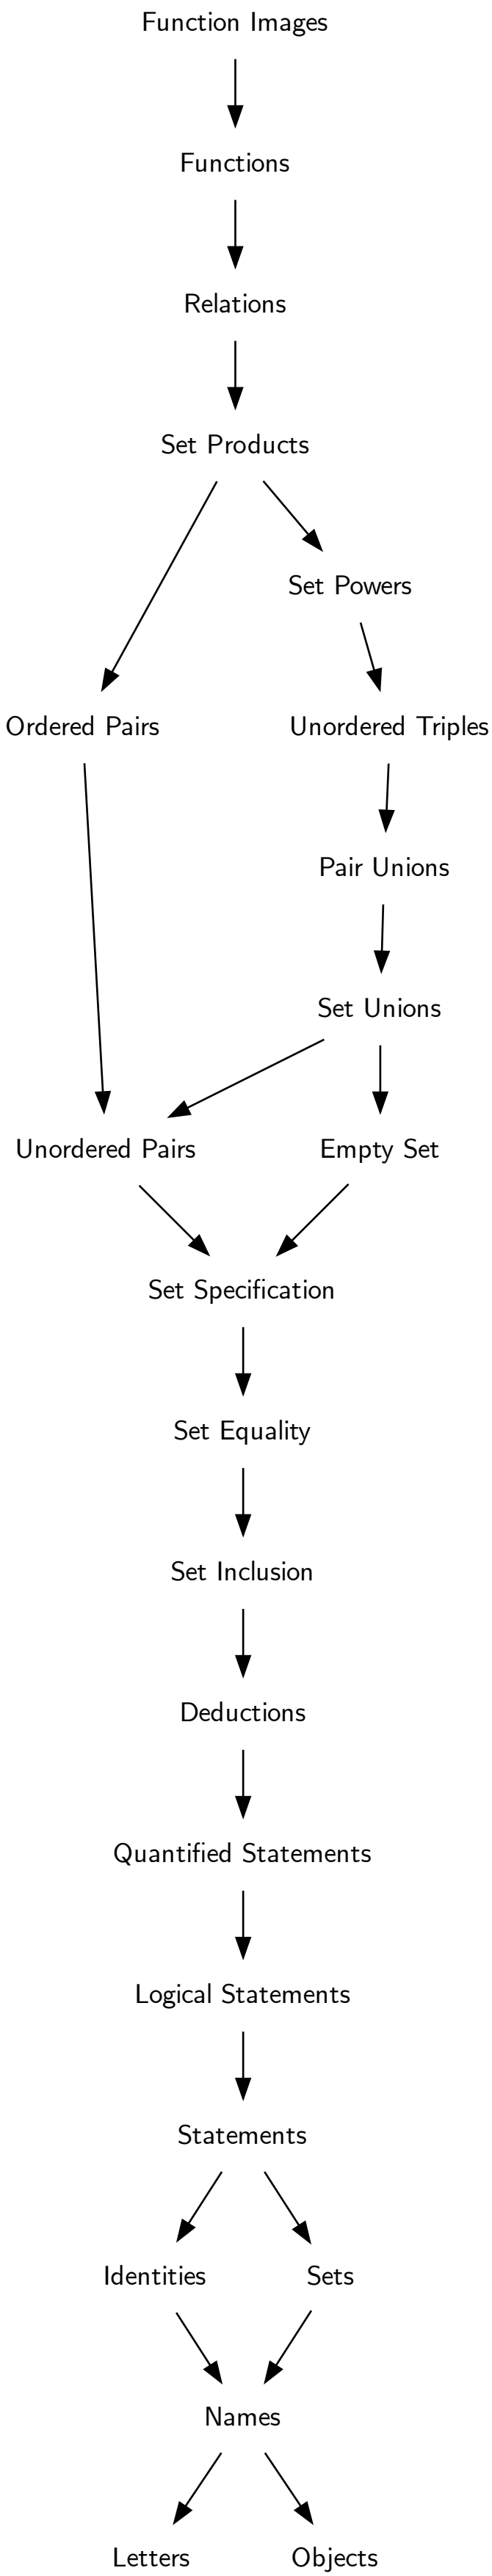 Function Images
Functions
Relations
Set Products
Set Powers
Ordered Pairs
Unordered Triples
Pair Unions
Set Unions
Unordered Pairs
Empty Set
Set Specification
Set Equality
Set Inclusion
Deductions
Quantified Statements
Logical Statements
Statements
Identities
Sets
Names
Letters
Objects